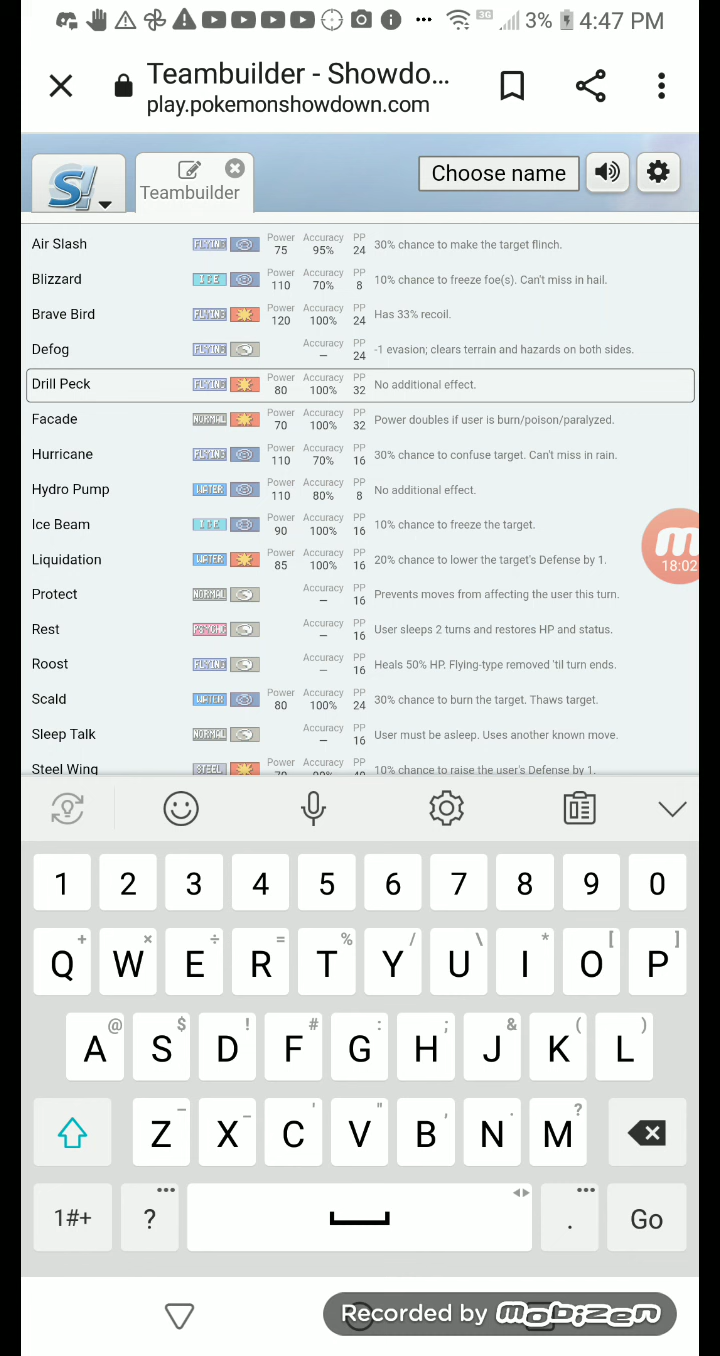 3G 3% 4:47 PM
Teambuilder - Showdo...
play.pokemonshowdown.com
S!
Teambuilder
Choose name
Air Slash FLYING Power 75 Accuracy 95% PP 24 30% chance to make the target flinch.
Blizzard ICE Power 110 Accuracy 70% PP 8 10% chance to freeze foe(s). Can't miss in hail.
Brave Bird FLYING Power 120 Accuracy 100% PP 24 Has 33% recoil.
Defog FLYING Accuracy — PP 24 -1 evasion; clears terrain and hazards on both sides.
Drill Peck FLYING Power 80 Accuracy 100% PP 32 No additional effect.
Facade NORMAL Power 70 Accuracy 100% PP 32 Power doubles if user is burn/poison/paralyzed.
Hurricane FLYING Power 110 Accuracy 70% PP 16 30% chance to confuse target. Can't miss in rain.
Hydro Pump WATER Power 110 Accuracy 80% PP 8 No additional effect.
Ice Beam ICE Power 90 Accuracy 100% PP 16 10% chance to freeze the target.
Liquidation WATER Power 85 Accuracy 100% PP 16 20% chance to lower the target's Defense by 1.
Protect NORMAL Accuracy — PP 16 Prevents moves from affecting the user this turn.
Rest PSYCHC Accuracy — PP 16 User sleeps 2 turns and restores HP and status.
Roost FLYING Accuracy — PP 16 Heals 50% HP. Flying-type removed 'til turn ends.
Scald WATER Power 80 Accuracy 100% PP 24 30% chance to burn the target. Thaws target.
Sleep Talk NORMAL Accuracy — PP 16 User must be asleep. Uses another known move.
Steel Wing STEEL Power 70 Accuracy 90% PP 40 10% chance to raise the user's Defense by 1.
m
18:02
1 2 3 4 5 6 7 8 9 0
+ × ÷ = % / \ * [ ]
Q W E R T Y U I O P
@ $ ! # : ; & ( )
A S D F G H J K L
– _ ' " , . ?
Z X C V B N M
1#+ ? . Go
Recorded by mobizen